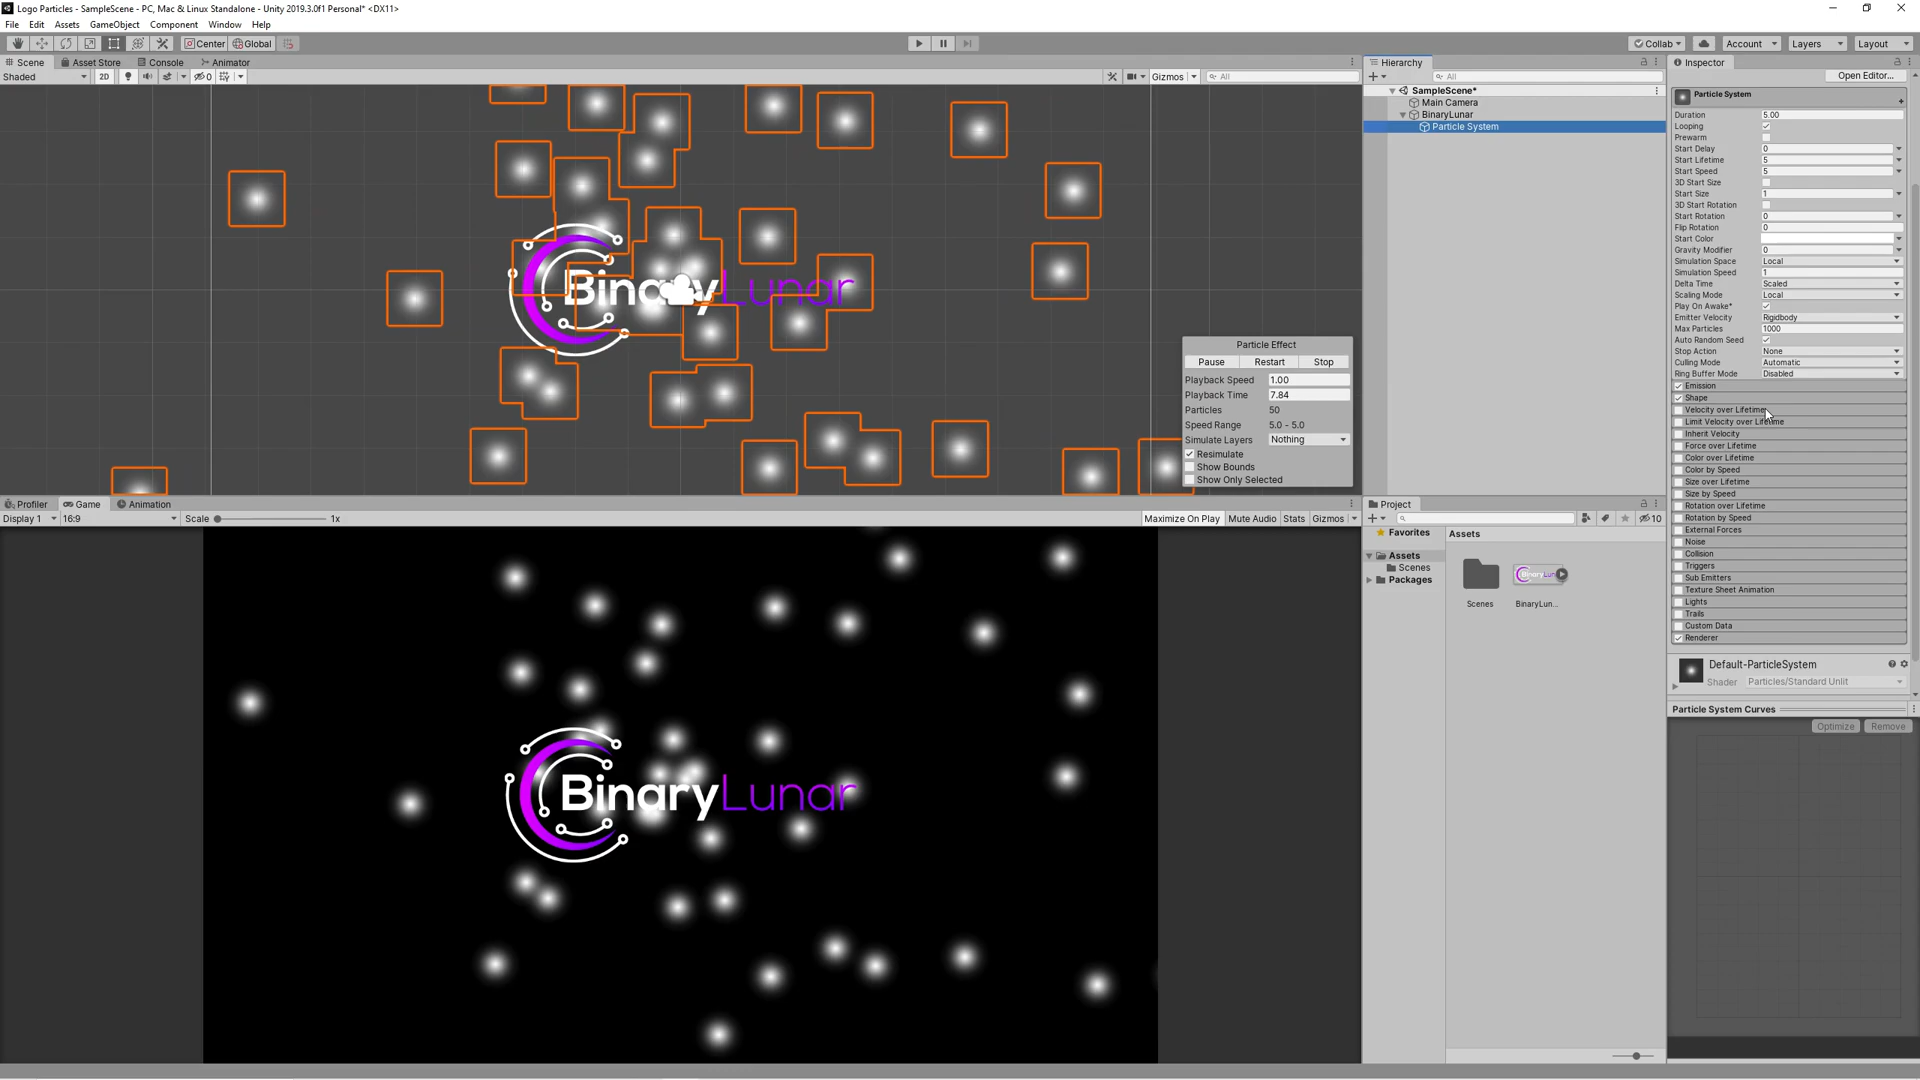 Logo Particles - SampleScene - PC, Mac & Linux Standalone - Unity 2019.3.0f1 Personal* <DX11>
File Edit Assets GameObject Component Window Help
Center Global Collab Account Layers Layout
Scene Asset Store Console Animator
Shaded 2D 0 Gizmos All
BinaryLunar
Particle Effect
Pause Restart Stop
Playback Speed 1.00
Playback Time 7.84
Particles 50
Speed Range 5.0 - 5.0
Simulate Layers Nothing
Resimulate
Show Bounds
Show Only Selected
Profiler Game Animation
Display 1 16:9 Scale 1x Maximize On Play Mute Audio Stats Gizmos
BinaryLunar
Hierarchy
All
SampleScene*
Main Camera
BinaryLunar
Particle System
Project
10
Favorites
Assets
Scenes
Packages
Assets
Scenes
BinaryLun...
Inspector
Open Editor...
Particle System
Duration 5.00
Looping
Prewarm
Start Delay 0
Start Lifetime 5
Start Speed 5
3D Start Size
Start Size 1
3D Start Rotation
Start Rotation 0
Flip Rotation 0
Start Color
Gravity Modifier 0
Simulation Space Local
Simulation Speed 1
Delta Time Scaled
Scaling Mode Local
Play On Awake*
Emitter Velocity Rigidbody
Max Particles 1000
Auto Random Seed
Stop Action None
Culling Mode Automatic
Ring Buffer Mode Disabled
Emission
Shape
Velocity over Lifetime
Limit Velocity over Lifetime
Inherit Velocity
Force over Lifetime
Color over Lifetime
Color by Speed
Size over Lifetime
Size by Speed
Rotation over Lifetime
Rotation by Speed
External Forces
Noise
Collision
Triggers
Sub Emitters
Texture Sheet Animation
Lights
Trails
Custom Data
Renderer
Default-ParticleSystem
Shader Particles/Standard Unlit
Particle System Curves
Optimize Remove